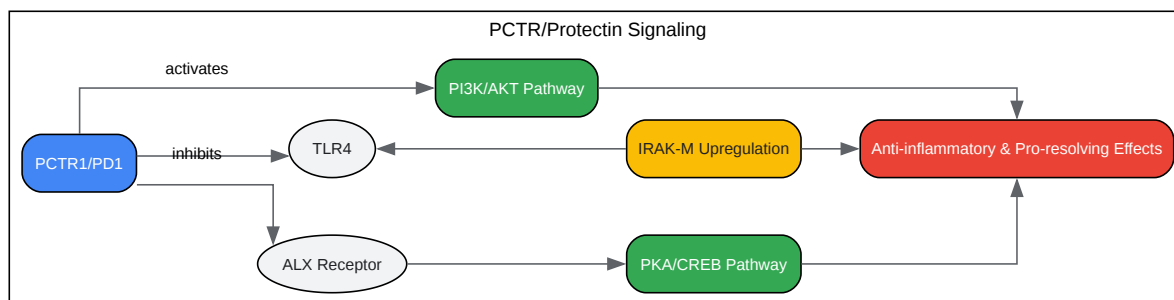 PCTR/Protectin Signaling
activates
PI3K/AKT Pathway
PCTR1/PD1
inhibits
TLR4
IRAK-M Upregulation
Anti-inflammatory & Pro-resolving Effects
ALX Receptor
PKA/CREB Pathway